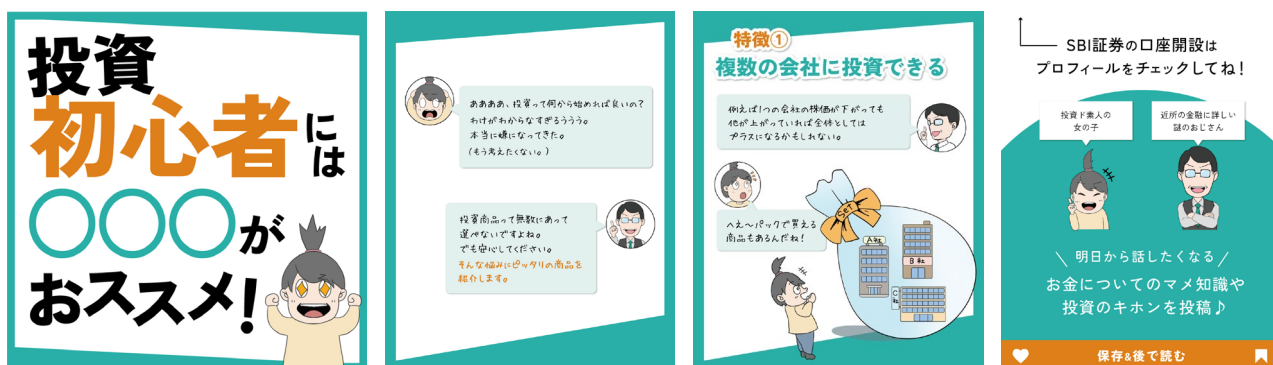 投資
初心者には
〇〇〇が
おススメ!
ああああ、投資って何から始めれば良いの?
わけがわからなすぎるううう。
本当に嫌になってきた。
(もう考えたくない。)
投資商品って無数にあって
選べないですよね。
でも安心してください。
そんな悩みにピッタリの商品を
紹介します。
特徴①
複数の会社に投資できる
例えば1つの会社の株価が下がっても
他が上がっていれば全体としては
プラスになるかもしれない。
へえ〜パックで買える
商品もあるんだね!
SET
A社
B社
C社
SBI証券の口座開設は
プロフィールをチェックしてね!
投資ド素人の
女の子
近所の金融に詳しい
謎のおじさん
\ 明日から話したくなる /
お金についてのマメ知識や
投資のキホンを投稿♪
保存&後で読む